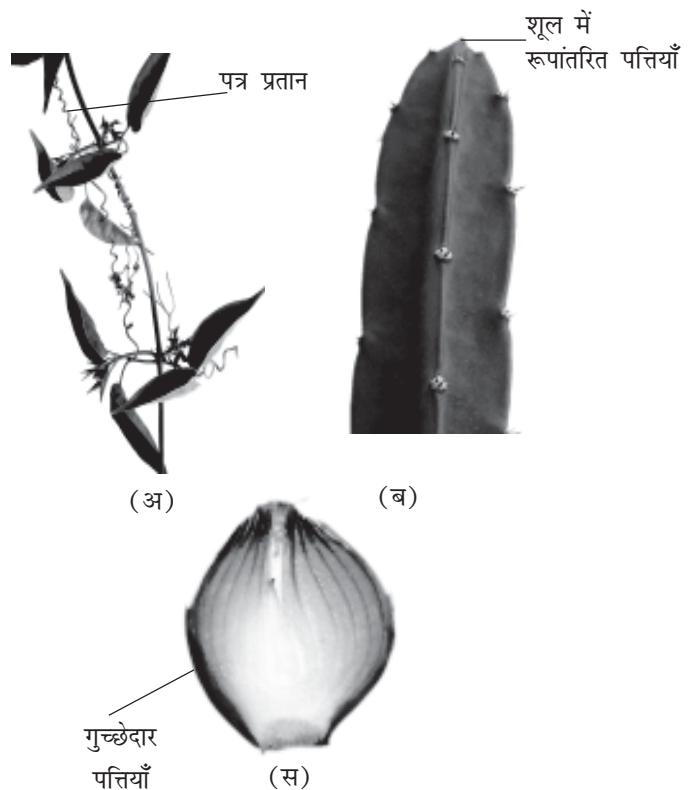 पत्र प्रतान
शूल में
रूपांतरित पत्तियाँ
(अ)
(ब)
गुच्छेदार
पत्तियाँ
(स)